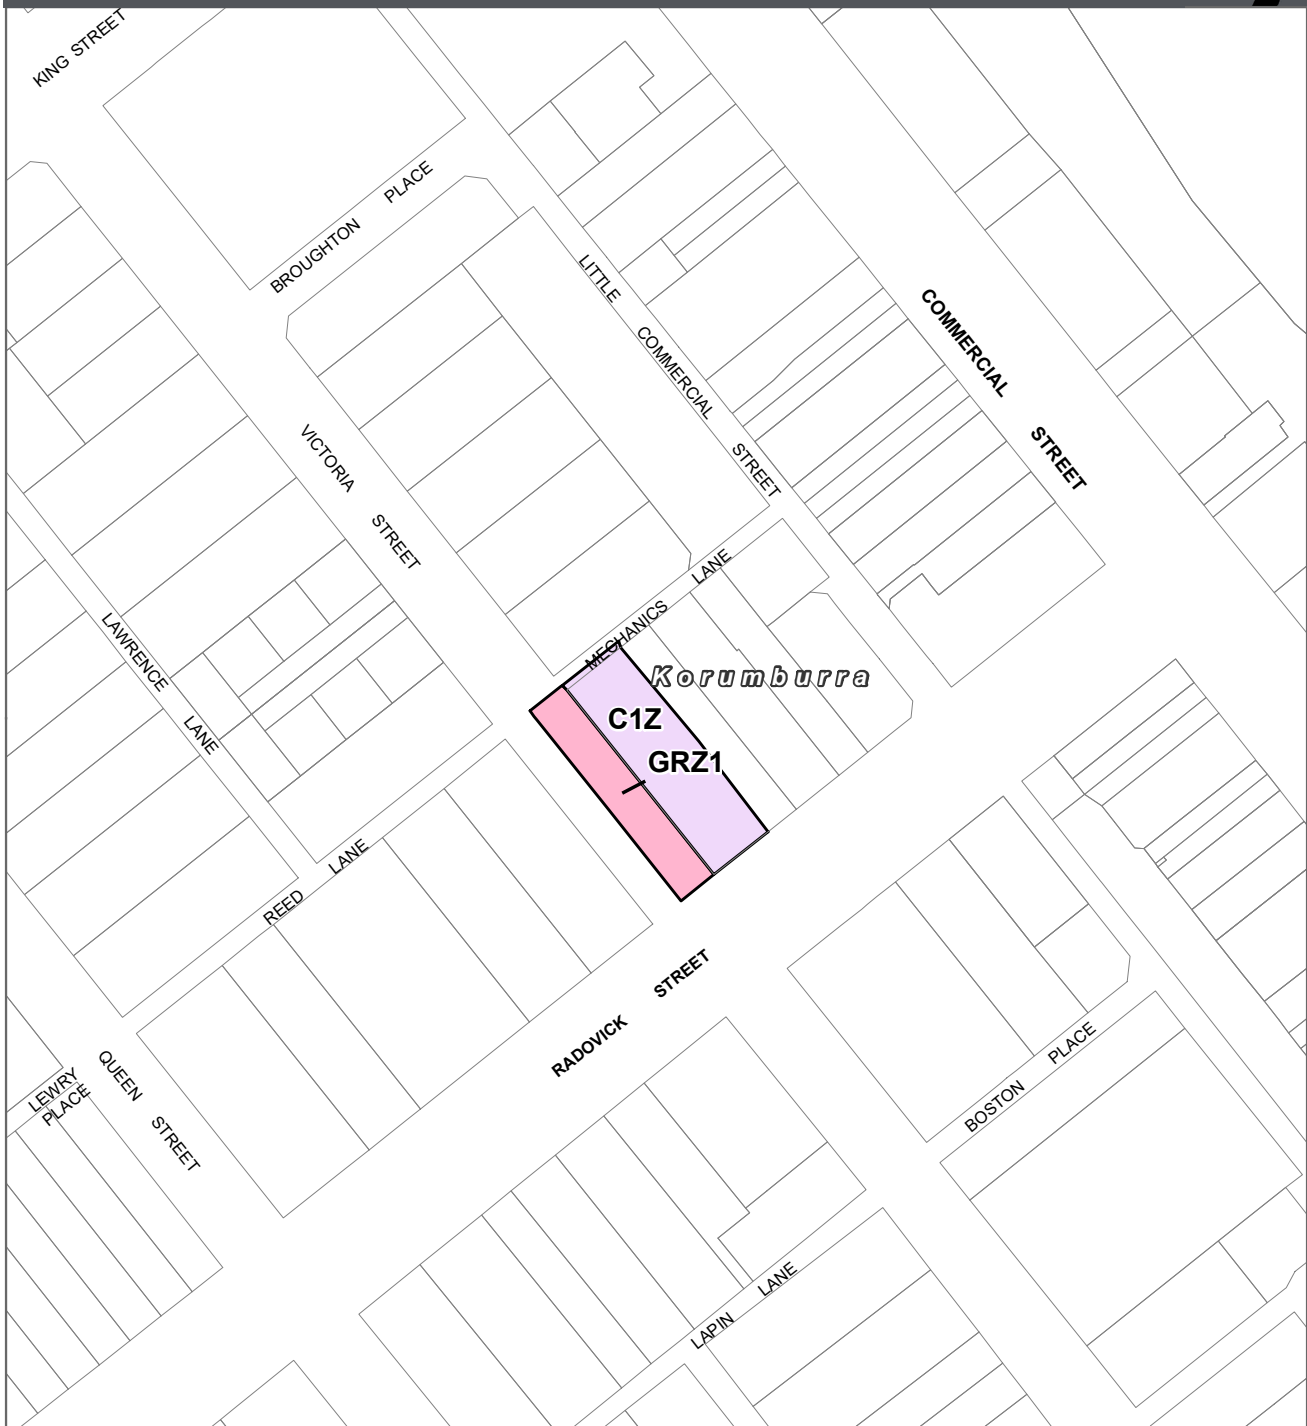 KING STREET
BROUGHTON PLACE
LITTLE COMMERCIAL STREET
COMMERCIAL STREET
VICTORIA STREET
MECHANICS LANE
LAWRENCE LANE
Korumburra
C1Z
GRZ1
REED LANE
RADOVICK STREET
QUEEN STREET
LEWRY
PLACE
BOSTON PLACE
LAPIN LANE